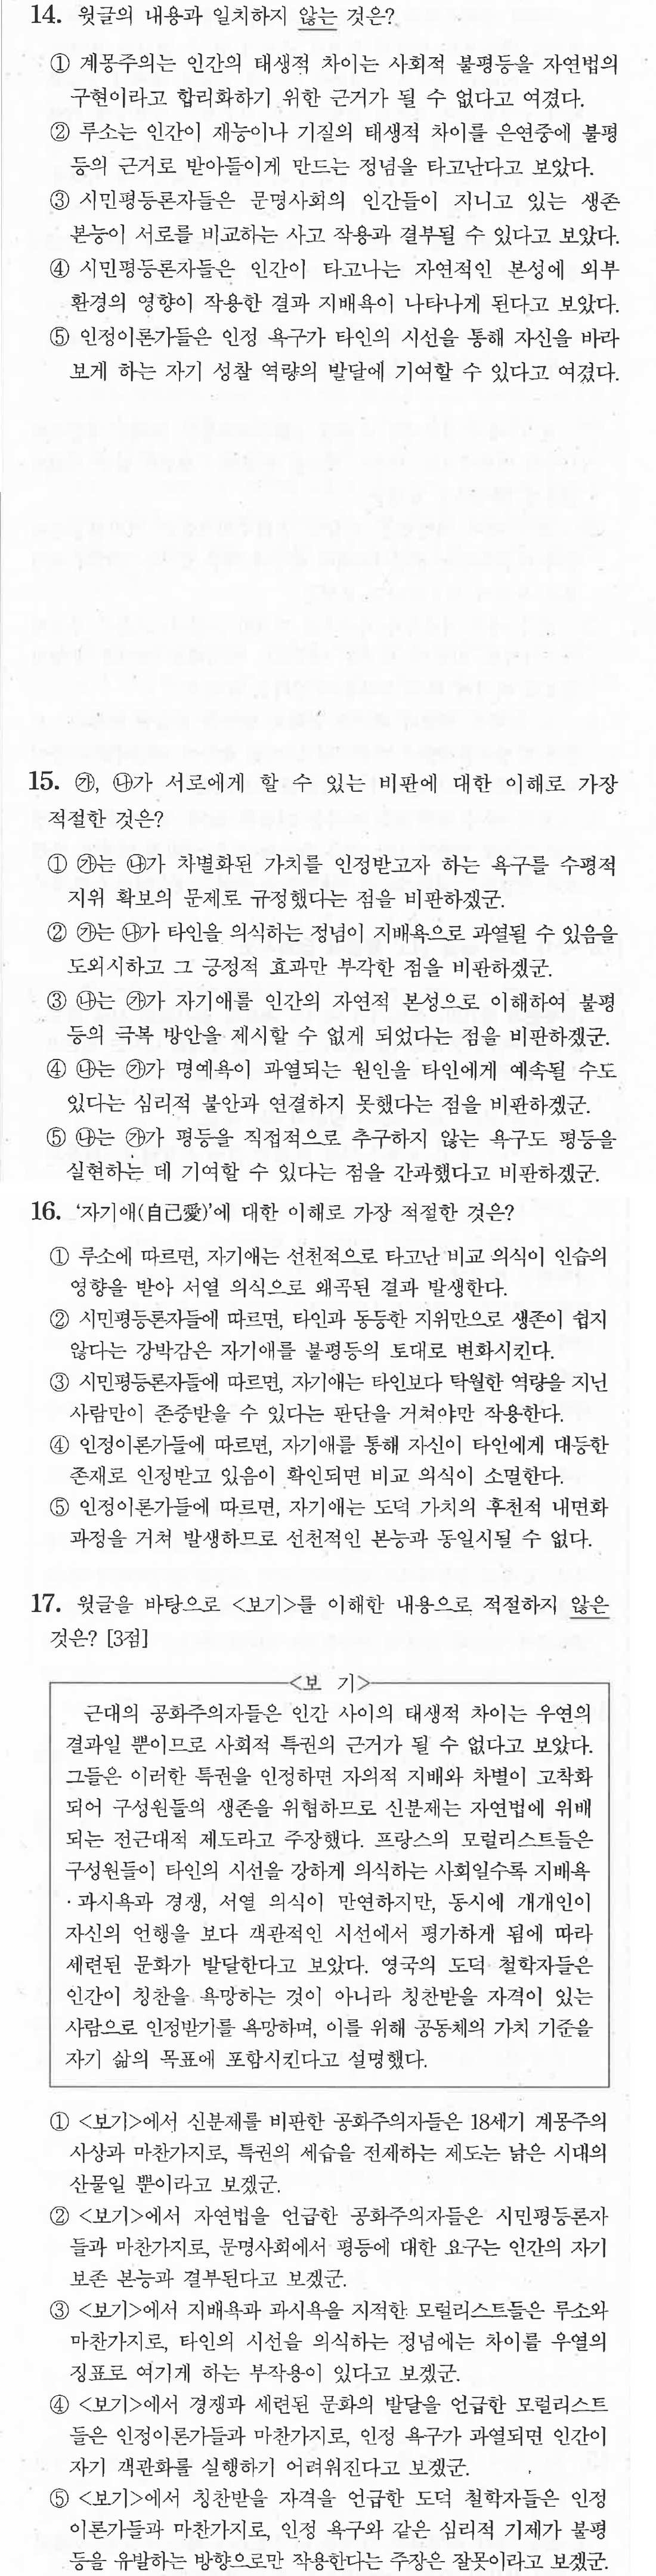 14. 윗글의 내용과 일치하지 않는 것은?
① 계몽주의는 인간의 태생적 차이는 사회적 불평등을 자연법의
구현이라고 합리화하기 위한 근거가 될 수 없다고 여겼다.
② 루소는 인간이 재능이나 기질의 태생적 차이를 은연중에 불평
등의 근거로 받아들이게 만드는 정념을 타고난다고 보았다.
③ 시민평등론자들은 문명사회의 인간들이 지니고 있는 생존
본능이 서로를 비교하는 사고 작용과 결부될 수 있다고 보았다.
④ 시민평등론자들은 인간이 타고나는 자연적인 본성에 외부
환경의 영향이 작용한 결과 지배욕이 나타나게 된다고 보았다.
⑤ 인정이론가들은 인정 욕구가 타인의 시선을 통해 자신을 바라
보게 하는 자기 성찰 역량의 발달에 기여할 수 있다고 여겼다.
15. ㉮, ㉯가 서로에게 할 수 있는 비판에 대한 이해로 가장
적절한 것은?
① ㉮는 ㉯가 차별화된 가치를 인정받고자 하는 욕구를 수평적
지위 확보의 문제로 규정했다는 점을 비판하겠군.
② ㉮는 ㉯가 타인을 의식하는 정념이 지배욕으로 과열될 수 있음을
도외시하고 그 긍정적 효과만 부각한 점을 비판하겠군.
③ ㉯는 ㉮가 자기애를 인간의 자연적 본성으로 이해하여 불평
등의 극복 방안을 제시할 수 없게 되었다는 점을 비판하겠군.
④ ㉯는 ㉮가 명예욕이 과열되는 원인을 타인에게 예속될 수도
있다는 심리적 불안과 연결하지 못했다는 점을 비판하겠군.
⑤ ㉯는 ㉮가 평등을 직접적으로 추구하지 않는 욕구도 평등을
실현하는 데 기여할 수 있다는 점을 간과했다고 비판하겠군.
16. ‘자기애(自己愛)’에 대한 이해로 가장 적절한 것은?
① 루소에 따르면, 자기애는 선천적으로 타고난 비교 의식이 인습의
영향을 받아 서열 의식으로 왜곡된 결과 발생한다.
② 시민평등론자들에 따르면, 타인과 동등한 지위만으로 생존이 쉽지
않다는 강박감은 자기애를 불평등의 토대로 변화시킨다.
③ 시민평등론자들에 따르면, 자기애는 타인보다 탁월한 역량을 지닌
사람만이 존중받을 수 있다는 판단을 거쳐야만 작용한다.
④ 인정이론가들에 따르면, 자기애를 통해 자신이 타인에게 대등한
존재로 인정받고 있음이 확인되면 비교 의식이 소멸한다.
⑤ 인정이론가들에 따르면, 자기애는 도덕 가치의 후천적 내면화
과정을 거쳐 발생하므로 선천적인 본능과 동일시될 수 없다.
17. 윗글을 바탕으로 <보기>를 이해한 내용으로 적절하지 않은
것은? [3점]
<보 기>
근대의 공화주의자들은 인간 사이의 태생적 차이는 우연의
결과일 뿐이므로 사회적 특권의 근거가 될 수 없다고 보았다.
그들은 이러한 특권을 인정하면 자의적 지배와 차별이 고착화
되어 구성원들의 생존을 위협하므로 신분제는 자연법에 위배
되는 전근대적 제도라고 주장했다. 프랑스의 모럴리스트들은
구성원들이 타인의 시선을 강하게 의식하는 사회일수록 지배욕
·과시욕과 경쟁, 서열 의식이 만연하지만, 동시에 개개인이
자신의 언행을 보다 객관적인 시선에서 평가하게 됨에 따라
세련된 문화가 발달한다고 보았다. 영국의 도덕 철학자들은
인간이 칭찬을 욕망하는 것이 아니라 칭찬받을 자격이 있는
사람으로 인정받기를 욕망하며, 이를 위해 공동체의 가치 기준을
자기 삶의 목표에 포함시킨다고 설명했다.
① <보기>에서 신분제를 비판한 공화주의자들은 18세기 계몽주의
사상과 마찬가지로, 특권의 세습을 전제하는 제도는 낡은 시대의
산물일 뿐이라고 보겠군.
② <보기>에서 자연법을 언급한 공화주의자들은 시민평등론자
들과 마찬가지로, 문명사회에서 평등에 대한 요구는 인간의 자기
보존 본능과 결부된다고 보겠군.
③ <보기>에서 지배욕과 과시욕을 지적한 모럴리스트들은 루소와
마찬가지로, 타인의 시선을 의식하는 정념에는 차이를 우열의
징표로 여기게 하는 부작용이 있다고 보겠군.
④ <보기>에서 경쟁과 세련된 문화의 발달을 언급한 모럴리스트
들은 인정이론가들과 마찬가지로, 인정 욕구가 과열되면 인간이
자기 객관화를 실행하기 어려워진다고 보겠군.
⑤ <보기>에서 칭찬받을 자격을 언급한 도덕 철학자들은 인정
이론가들과 마찬가지로, 인정 욕구와 같은 심리적 기제가 불평
등을 유발하는 방향으로만 작용한다는 주장은 잘못이라고 보겠군.